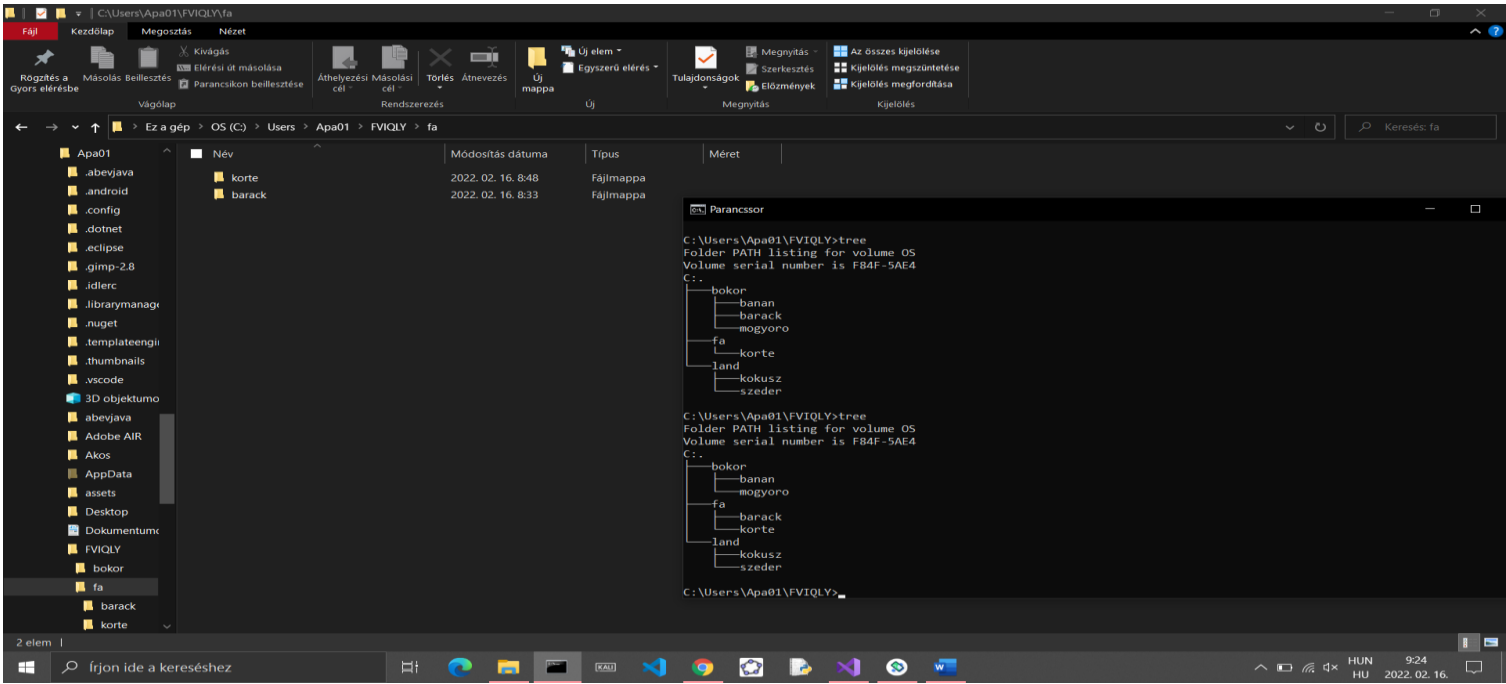 C:\Users\Apa01\FVIQLY\fa
Fájl Kezdőlap Megosztás Nézet
Rögzítés a Gyors elérésbe
Másolás
Beillesztés
Kivágás
Elérési út másolása
Parancsikon beillesztése
Vágólap
Áthelyezési cél
Másolási cél
Törlés
Átnevezés
Rendszerezés
Új mappa
Új elem
Egyszerű elérés
Új
Tulajdonságok
Megnyitás
Szerkesztés
Előzmények
Megnyitás
Az összes kijelölése
Kijelölés megszüntetése
Kijelölés megfordítása
Kijelölés
Ez a gép > OS (C:) > Users > Apa01 > FVIQLY > fa
Keresés: fa
Apa01
.abevjava
.android
.config
.dotnet
.eclipse
.gimp-2.8
.idlerc
.librarymanage
.nuget
.templateengi
.thumbnails
.vscode
3D objektumo
abevjava
Adobe AIR
Akos
AppData
assets
Desktop
Dokumentumo
FVIQLY
bokor
fa
barack
korte
Név Módosítás dátuma Típus Méret
korte 2022. 02. 16. 8:48 Fájlmappa
barack 2022. 02. 16. 8:33 Fájlmappa
Parancssor
C:\Users\Apa01\FVIQLY>tree
Folder PATH listing for volume OS
Volume serial number is F84F-5AE4
C:.
├───bokor
│   ├───banan
│   ├───barack
│   └───mogyoro
├───fa
│   └───korte
└───land
    ├───kokusz
    └───szeder
C:\Users\Apa01\FVIQLY>tree
Folder PATH listing for volume OS
Volume serial number is F84F-5AE4
C:.
├───bokor
│   ├───banan
│   └───mogyoro
├───fa
│   ├───barack
│   └───korte
└───land
    ├───kokusz
    └───szeder
C:\Users\Apa01\FVIQLY>_
2 elem
Írjon ide a kereséshez
KALI
HUN
HU
9:24
2022. 02. 16.